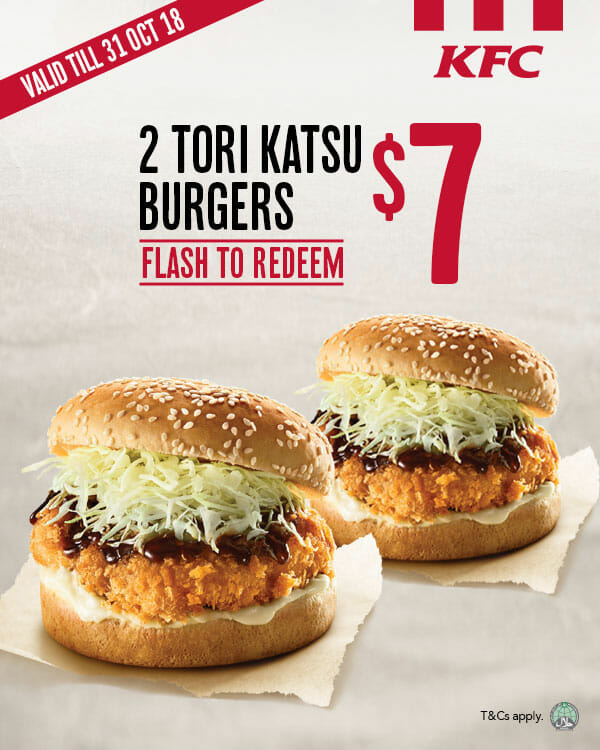 VALID TILL 31 OCT 18
KFC
2 TORI KATSU
BURGERS
$7
FLASH TO REDEEM
T&Cs apply.